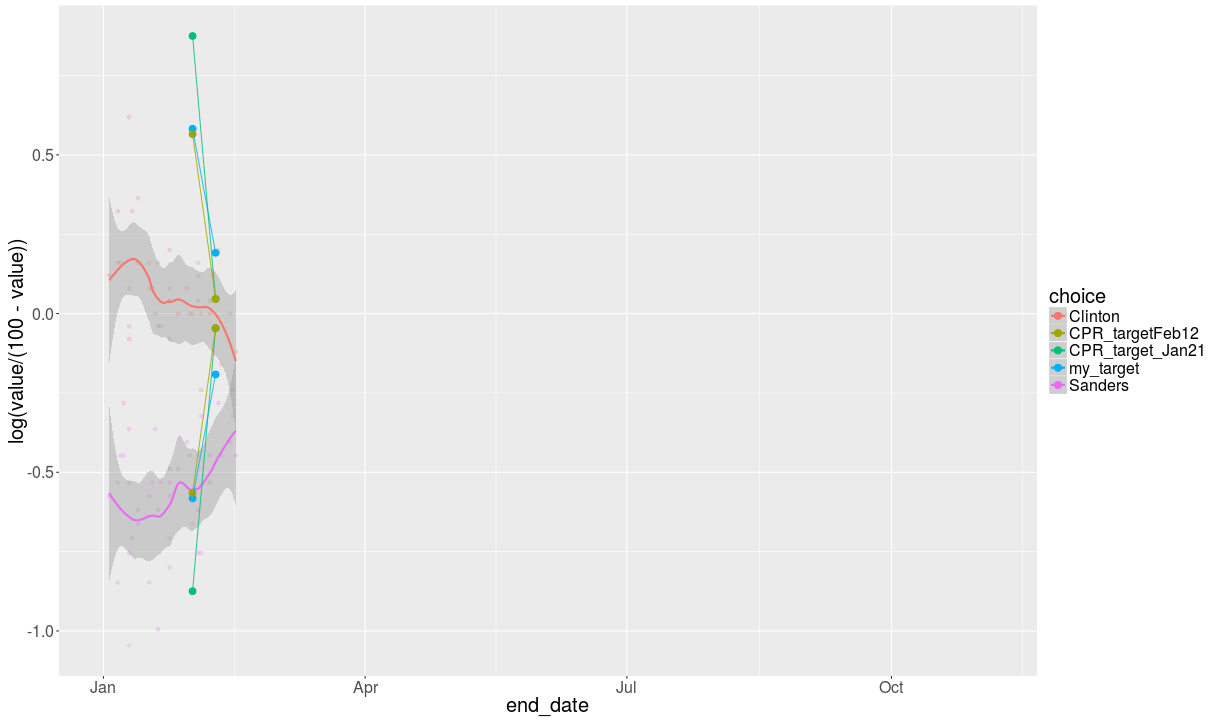 log(value/(100 - value))
0.5
0.0
-0.5
-1.0
Jan
Apr
Jul
Oct
end_date
choice
Clinton
CPR_targetFeb12
CPR_target_Jan21
my_target
Sanders